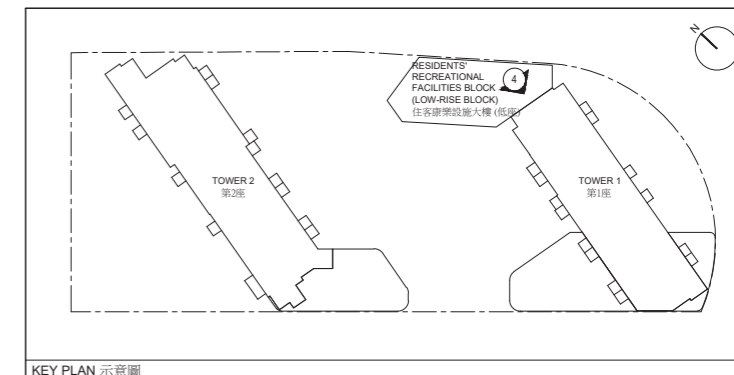 N
RESIDENTS'
RECREATIONAL
FACILITIES BLOCK
(LOW-RISE BLOCK)
住客康樂設施大樓 (低座)
4
TOWER 2
第2座
TOWER 1
第1座
KEY PLAN 示意圖